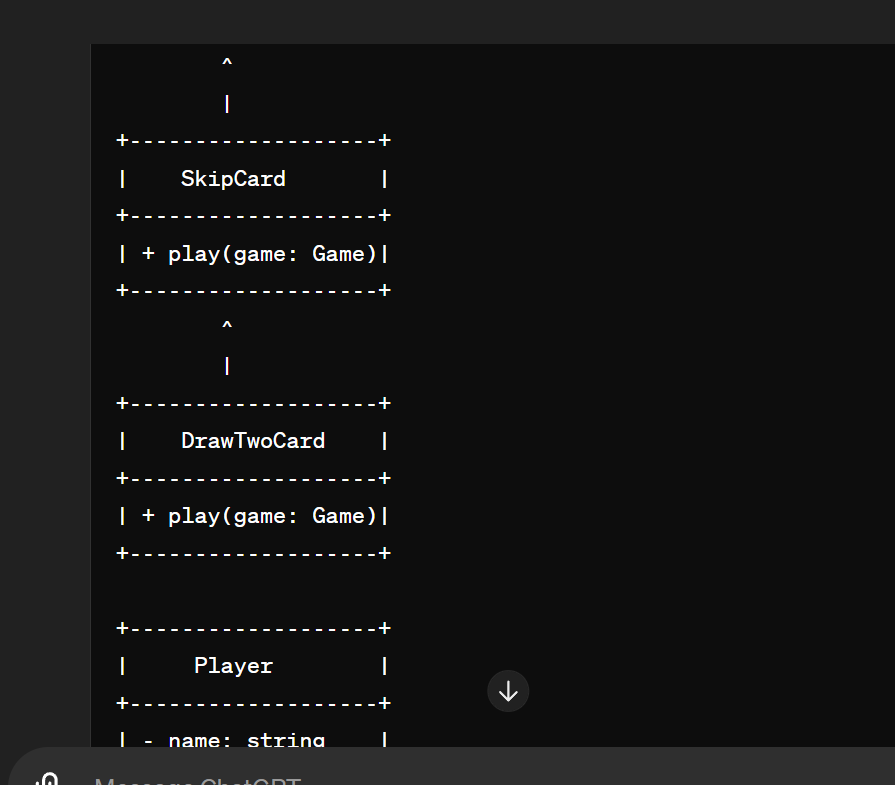 ^
         |
+-------------------+
|    SkipCard       |
+-------------------+
| + play(game: Game)|
+-------------------+
         ^
         |
+-------------------+
|    DrawTwoCard    |
+-------------------+
| + play(game: Game)|
+-------------------+

+-------------------+
|     Player        |
+-------------------+
| - name: string    |
Message ChatGPT